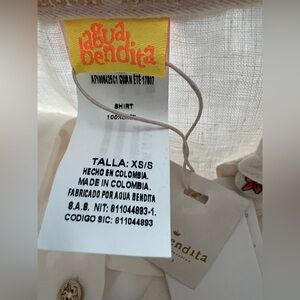 agua
bendita
SHIRT
TALLA: XS/S
HECHO EN COLOMBIA.
MADE IN COLOMBIA.
FABRICADO POR AGUA BENDITA
S.A.S. NIT: 811044893-1.
CODIGO SIC: 811044893
bendita